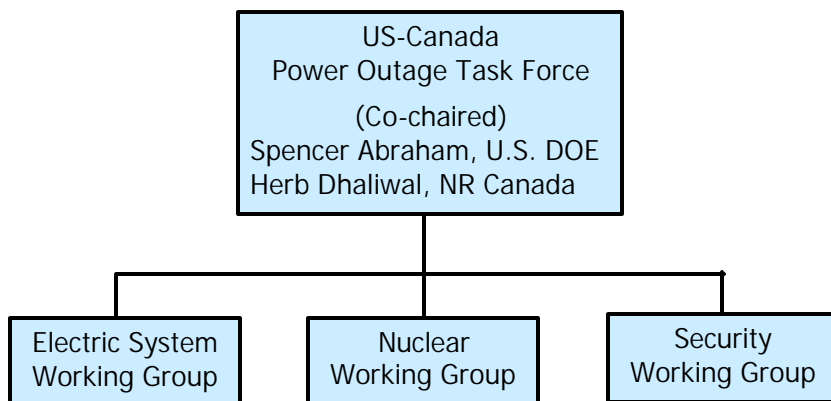 US-Canada
Power Outage Task Force
(Co-chaired)
Spencer Abraham, U.S. DOE
Herb Dhaliwal, NR Canada
Electric System
Working Group
Nuclear
Working Group
Security
Working Group